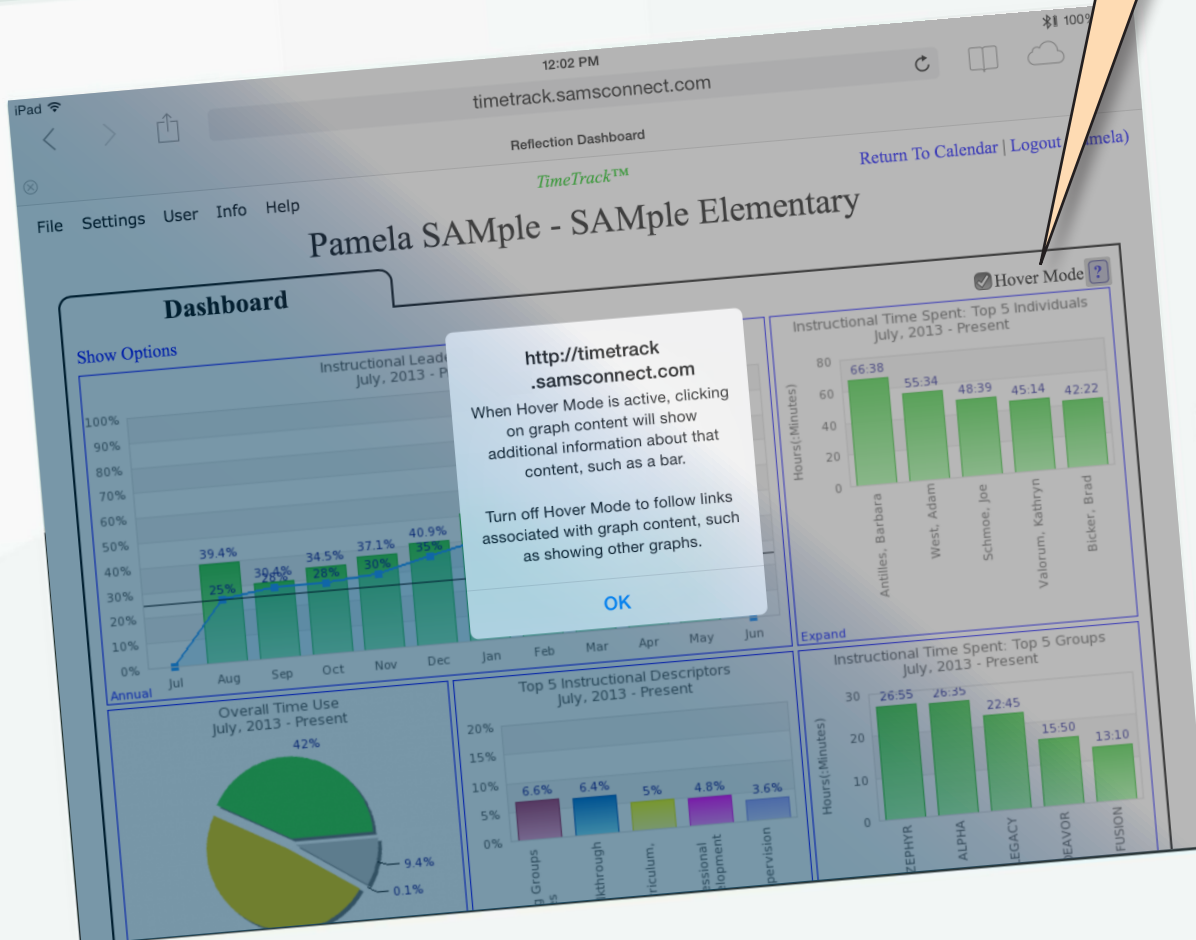 iPad
12:02 PM
100%
timetrack.samsconnect.com
Reflection Dashboard
TimeTrack™
Return To Calendar | Logout
File Settings User Info Help
Pamela SAMple - SAMple Elementary
Dashboard
Hover Mode ?
Show Options
Instructional
July, 2013 -
100%
90%
80%
70%
60%
50%
40%
30%
20%
10%
0%
39.4%
30.4%
34.5%
37.1%
40.9%
25%
28%
28%
30%
35%
Jul Aug Sep Oct Nov Dec Jan Feb Mar Apr May Jun
Annual
http://timetrack
.samsconnect.com
When Hover Mode is active, clicking
on graph content will show
additional information about that
content, such as a bar.
Turn off Hover Mode to follow links
associated with graph content, such
as showing other graphs.
OK
Instructional Time Spent: Top 5 Individuals
July, 2013 - Present
Hours(:Minutes)
80
60
40
20
0
66:38
55:34
48:39
45:14
42:22
Antilles, Barbara
West, Adam
Schmoe, Joe
Valorum, Kathryn
Bicker, Brad
Expand
Overall Time Use
July, 2013 - Present
42%
9.4%
0.1%
Top 5 Instructional Descriptors
July, 2013 - Present
20%
15%
10%
5%
0%
6.6%
6.4%
5%
4.8%
3.6%
Groups
Instructional Time Spent: Top 5 Groups
July, 2013 - Present
Hours(:Minutes)
30
20
10
0
26:55
26:35
22:45
15:50
13:10
ZEPHYR
ALPHA
FUSION